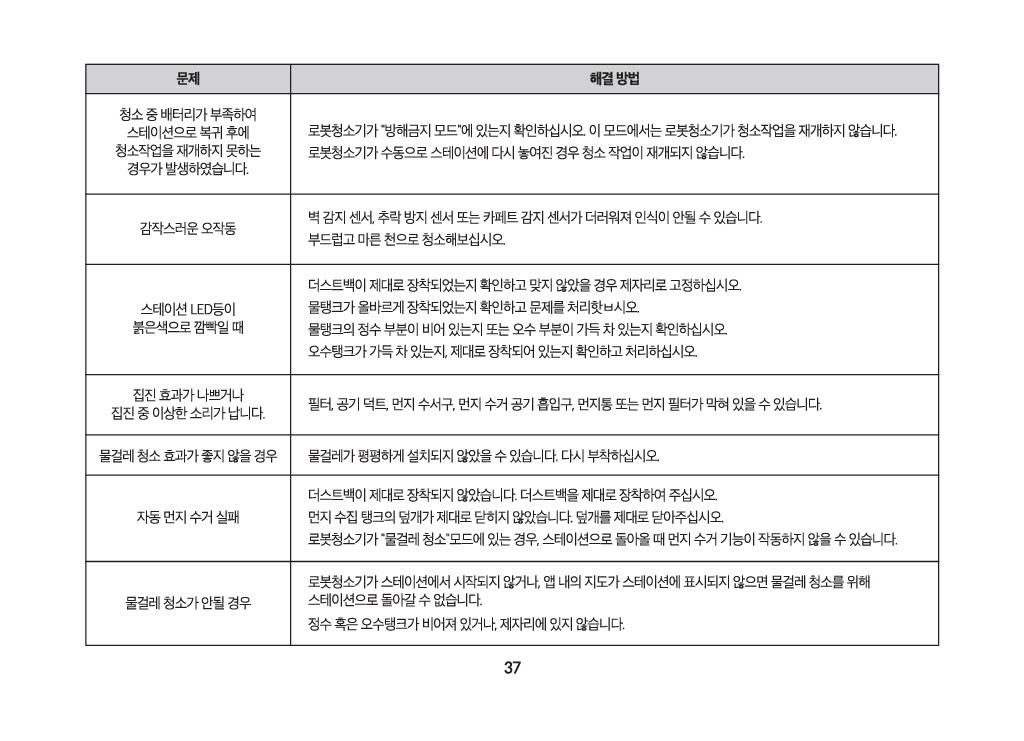 문제
해결 방법
청소 중 배터리가 부족하여
스테이션으로 복귀 후에
청소작업을 재개하지 못하는
경우가 발생하였습니다.
로봇청소기가 "방해금지 모드"에 있는지 확인하십시오. 이 모드에서는 로봇청소기가 청소작업을 재개하지 않습니다.
로봇청소기가 수동으로 스테이션에 다시 놓여진 경우 청소 작업이 재개되지 않습니다.
감작스러운 오작동
벽 감지 센서, 추락 방지 센서 또는 카페트 감지 센서가 더러워져 인식이 안될 수 있습니다.
부드럽고 마른 천으로 청소해보십시오.
스테이션 LED등이
붉은색으로 깜빡일 때
더스트백이 제대로 장착되었는지 확인하고 맞지 않았을 경우 제자리로 고정하십시오.
물탱크가 올바르게 장착되었는지 확인하고 문제를 처리핫ㅂ시오.
물탱크의 정수 부분이 비어 있는지 또는 오수 부분이 가득 차 있는지 확인하십시오.
오수탱크가 가득 차 있는지, 제대로 장착되어 있는지 확인하고 처리하십시오.
집진 효과가 나쁘거나
집진 중 이상한 소리가 납니다.
필터, 공기 덕트, 먼지 수서구, 먼지 수거 공기 흡입구, 먼지통 또는 먼지 필터가 막혀 있을 수 있습니다.
물걸레 청소 효과가 좋지 않을 경우
물걸레가 평평하게 설치되지 않았을 수 있습니다. 다시 부착하십시오.
자동 먼지 수거 실패
더스트백이 제대로 장착되지 않았습니다. 더스트백을 제대로 장착하여 주십시오.
먼지 수집 탱크의 덮개가 제대로 닫히지 않았습니다. 덮개를 제대로 닫아주십시오.
로봇청소기가 "물걸레 청소"모드에 있는 경우, 스테이션으로 돌아올 때 먼지 수거 기능이 작동하지 않을 수 있습니다.
물걸레 청소가 안될 경우
로봇청소기가 스테이션에서 시작되지 않거나, 앱 내의 지도가 스테이션에 표시되지 않으면 물걸레 청소를 위해
스테이션으로 돌아갈 수 없습니다.
정수 혹은 오수탱크가 비어져 있거나, 제자리에 있지 않습니다.
37